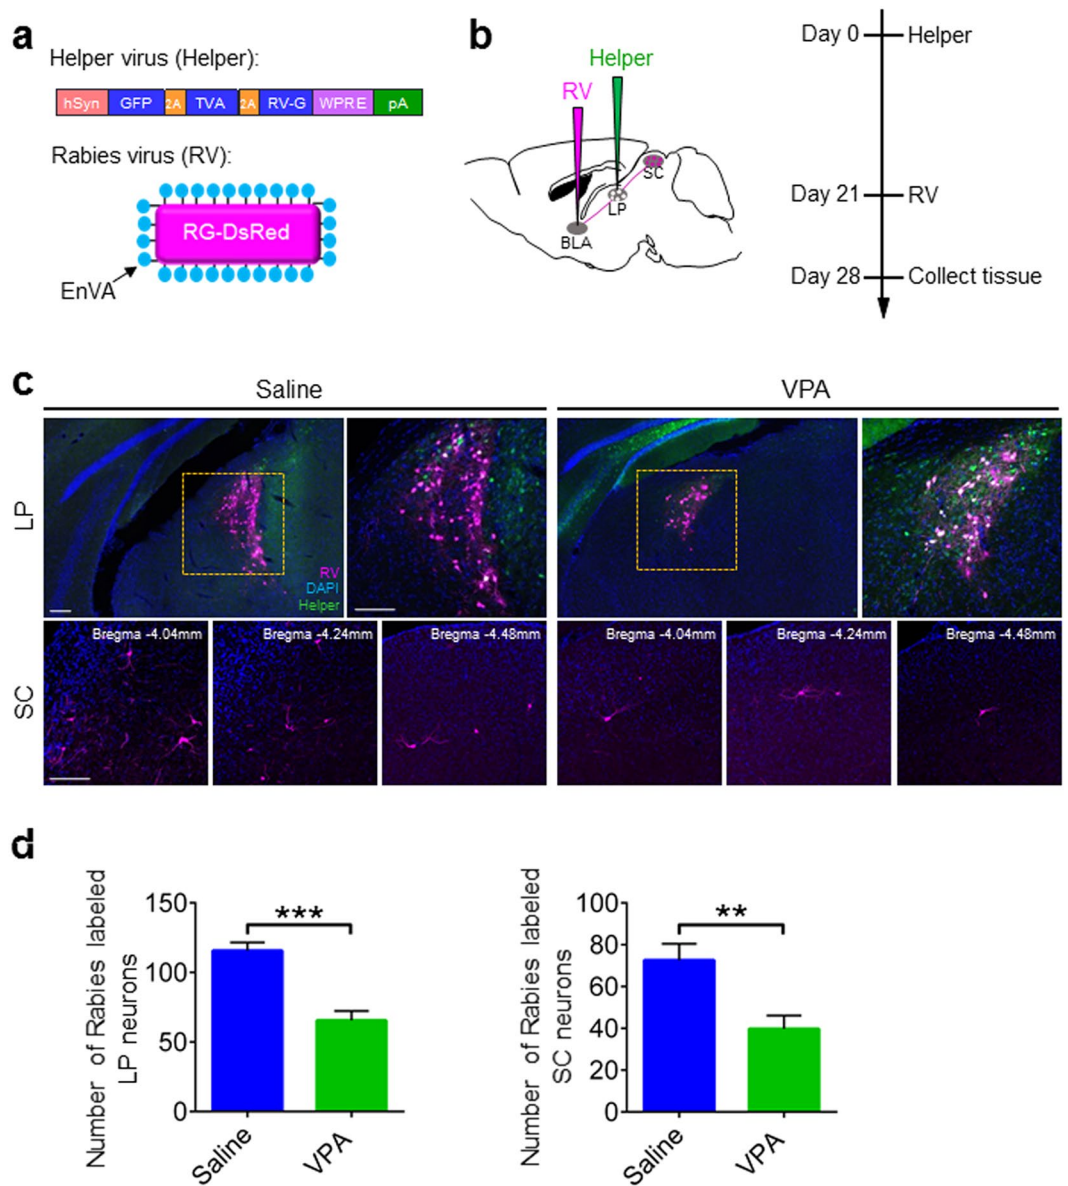 a
Helper virus (Helper):
hSyn GFP 2A TVA 2A RV-G WPRE pA
Rabies virus (RV):
RG-DsRed
EnVA
b
Helper
RV
SC
LP
BLA
Day 0 Helper
Day 21 RV
Day 28 Collect tissue
c
Saline VPA
LP
RV
DAPI
Helper
SC
Bregma -4.04mm Bregma -4.24mm Bregma -4.48mm Bregma -4.04mm Bregma -4.24mm Bregma -4.48mm
d
Number of Rabies labeled
LP neurons
150
100
50
0
***
Saline VPA
Number of Rabies labeled
SC neurons
100
80
60
40
20
0
**
Saline VPA